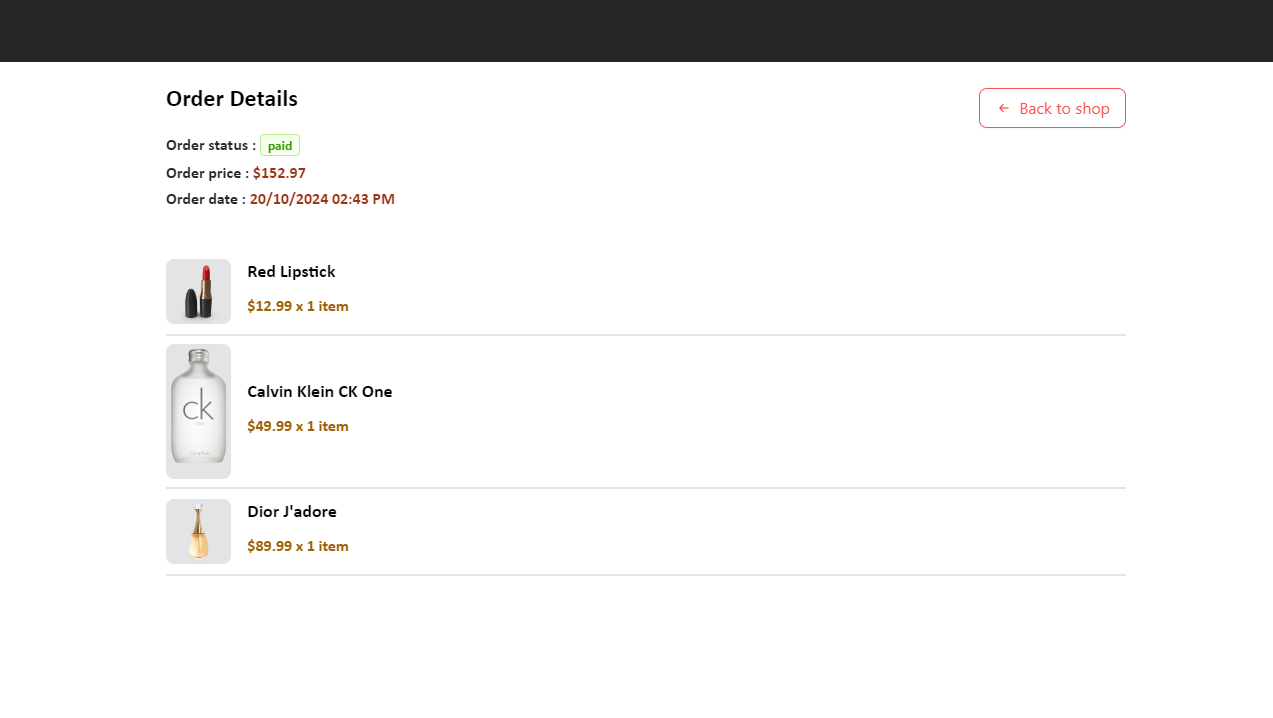 Order Details
← Back to shop
Order status : paid
Order price : $152.97
Order date : 20/10/2024 02:43 PM
Red Lipstick
$12.99 x 1 item
ck
one
Calvin Klein CK One
$49.99 x 1 item
Dior J'adore
$89.99 x 1 item